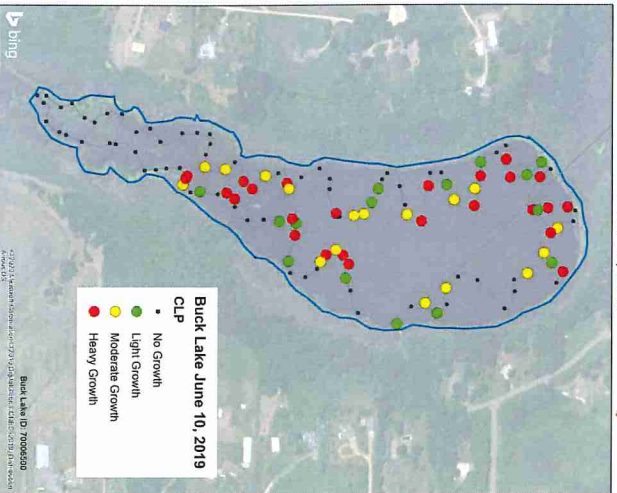 Buck Lake June 10, 2019
CLP
No Growth
Light Growth
Moderate Growth
Heavy Growth
Buck Lake ID: 70006500
bing